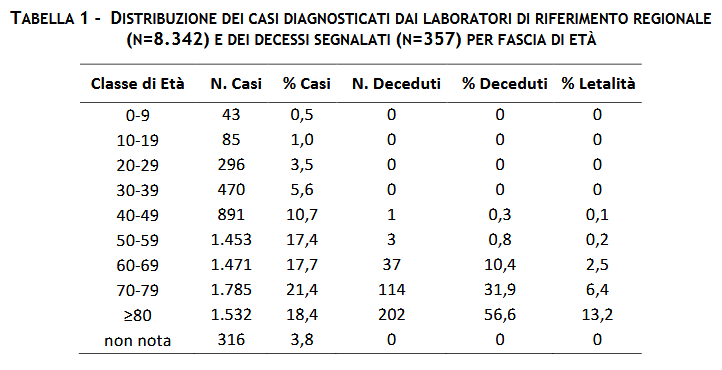 TABELLA 1 - DISTRIBUZIONE DEI CASI DIAGNOSTICATI DAI LABORATORI DI RIFERIMENTO REGIONALE
(N=8.342) E DEI DECESSI SEGNALATI (N=357) PER FASCIA DI ETÀ
Classe di Età N. Casi % Casi N. Deceduti % Deceduti % Letalità
0-9 43 0,5 0 0 0
10-19 85 1,0 0 0 0
20-29 296 3,5 0 0 0
30-39 470 5,6 0 0 0
40-49 891 10,7 1 0,3 0,1
50-59 1.453 17,4 3 0,8 0,2
60-69 1.471 17,7 37 10,4 2,5
70-79 1.785 21,4 114 31,9 6,4
≥80 1.532 18,4 202 56,6 13,2
non nota 316 3,8 0 0 0